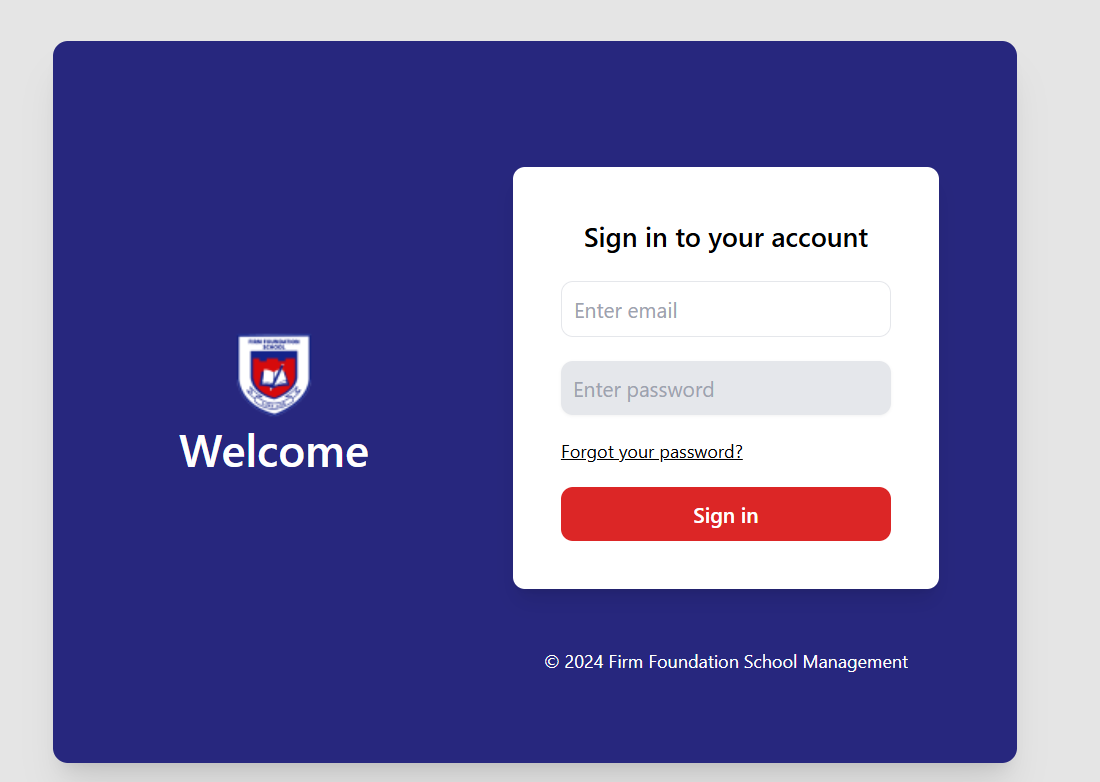 Sign in to your account
Enter email
Enter password
FIRM FOUNDATION
SCHOOL
Welcome
Forgot your password?
Sign in
© 2024 Firm Foundation School Management